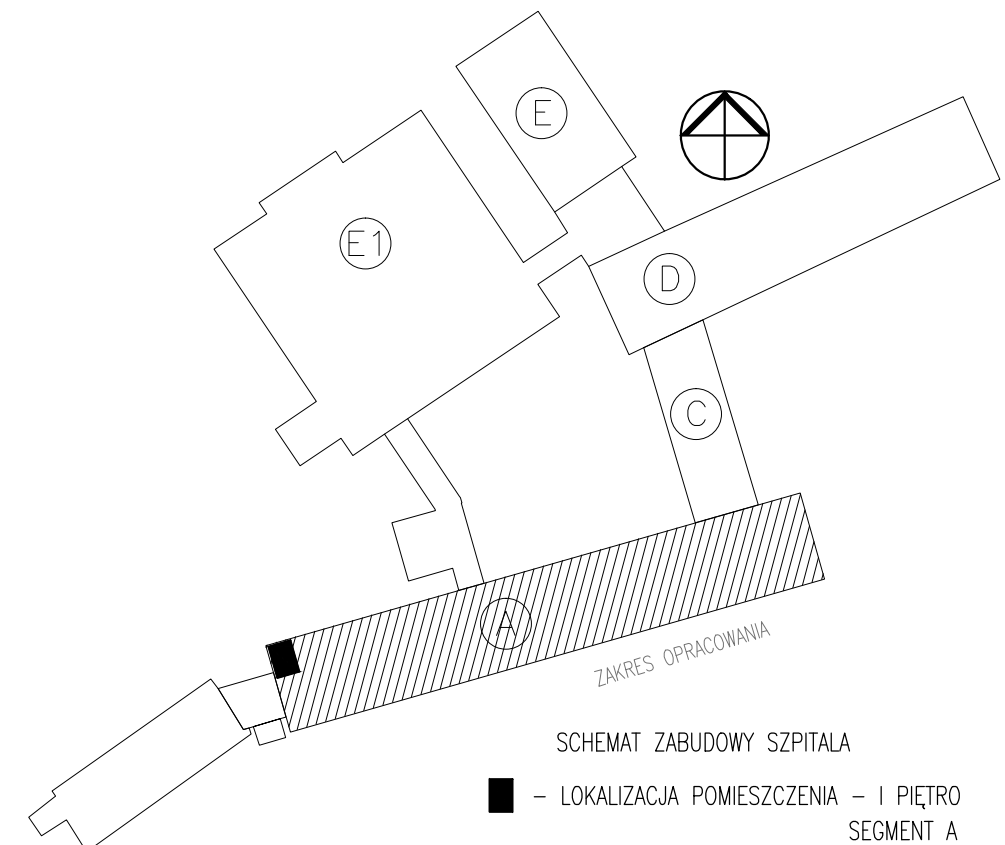 E
E1
D
C
A
ZAKRES OPRACOWANIA
SCHEMAT ZABUDOWY SZPITALA
– LOKALIZACJA POMIESZCZENIA – I PIĘTRO
SEGMENT A